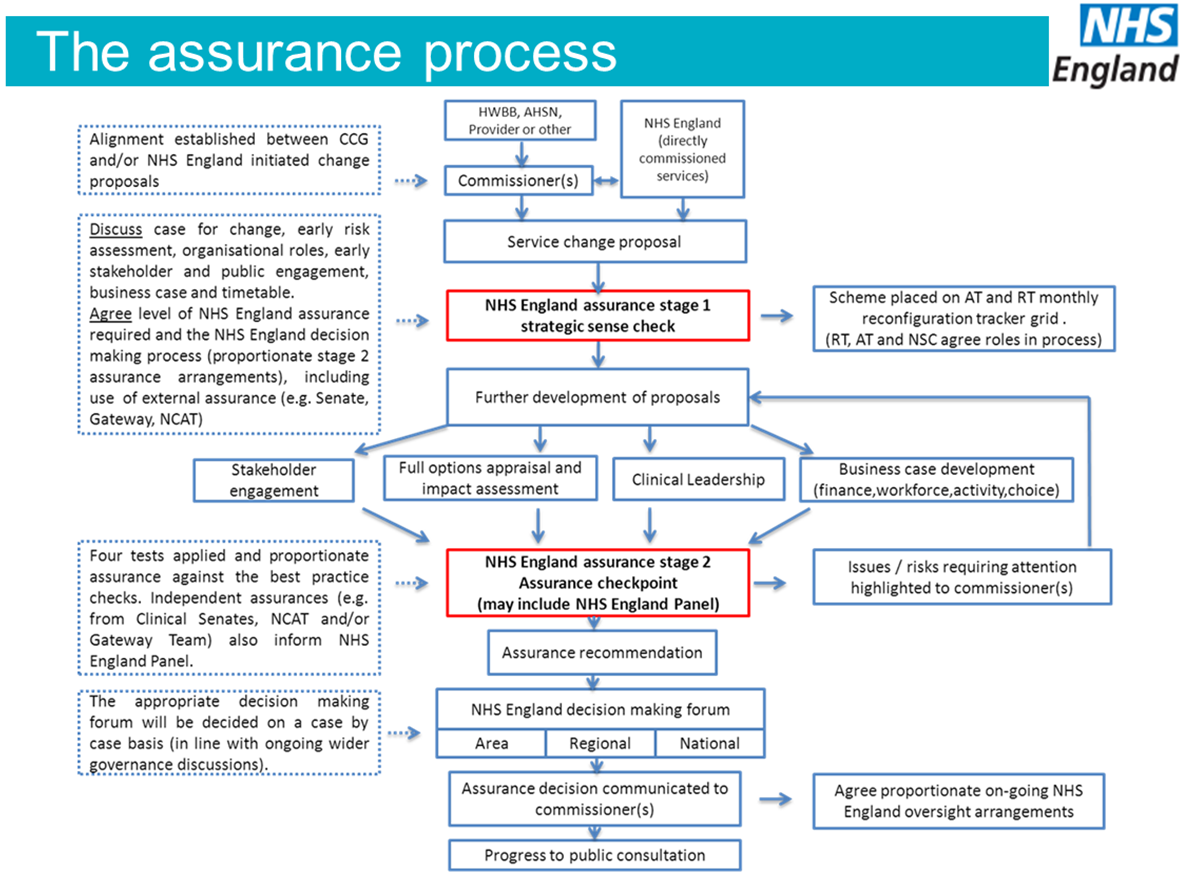 The assurance process
NHS
England
HWBB, AHSN,
Provider or other
NHS England
(directly
commissioned
services)
Alignment established between CCG
and/or NHS England initiated change
proposals
Commissioner(s)
Service change proposal
Discuss case for change, early risk
assessment, organisational roles, early
stakeholder and public engagement,
business case and timetable.
Agree level of NHS England assurance
required and the NHS England decision
making process (proportionate stage 2
assurance arrangements), including
use of external assurance (e.g. Senate,
Gateway, NCAT)
NHS England assurance stage 1
strategic sense check
Scheme placed on AT and RT monthly
reconfiguration tracker grid .
(RT, AT and NSC agree roles in process)
Further development of proposals
Stakeholder
engagement
Full options appraisal and
impact assessment
Clinical Leadership
Business case development
(finance,workforce,activity,choice)
Four tests applied and proportionate
assurance against the best practice
checks. Independent assurances (e.g.
from Clinical Senates, NCAT and/or
Gateway Team) also inform NHS
England Panel.
NHS England assurance stage 2
Assurance checkpoint
(may include NHS England Panel)
Issues / risks requiring attention
highlighted to commissioner(s)
Assurance recommendation
The appropriate decision making
forum will be decided on a case by
case basis (in line with ongoing wider
governance discussions).
NHS England decision making forum
Area Regional National
Assurance decision communicated to
commissioner(s)
Agree proportionate on-going NHS
England oversight arrangements
Progress to public consultation